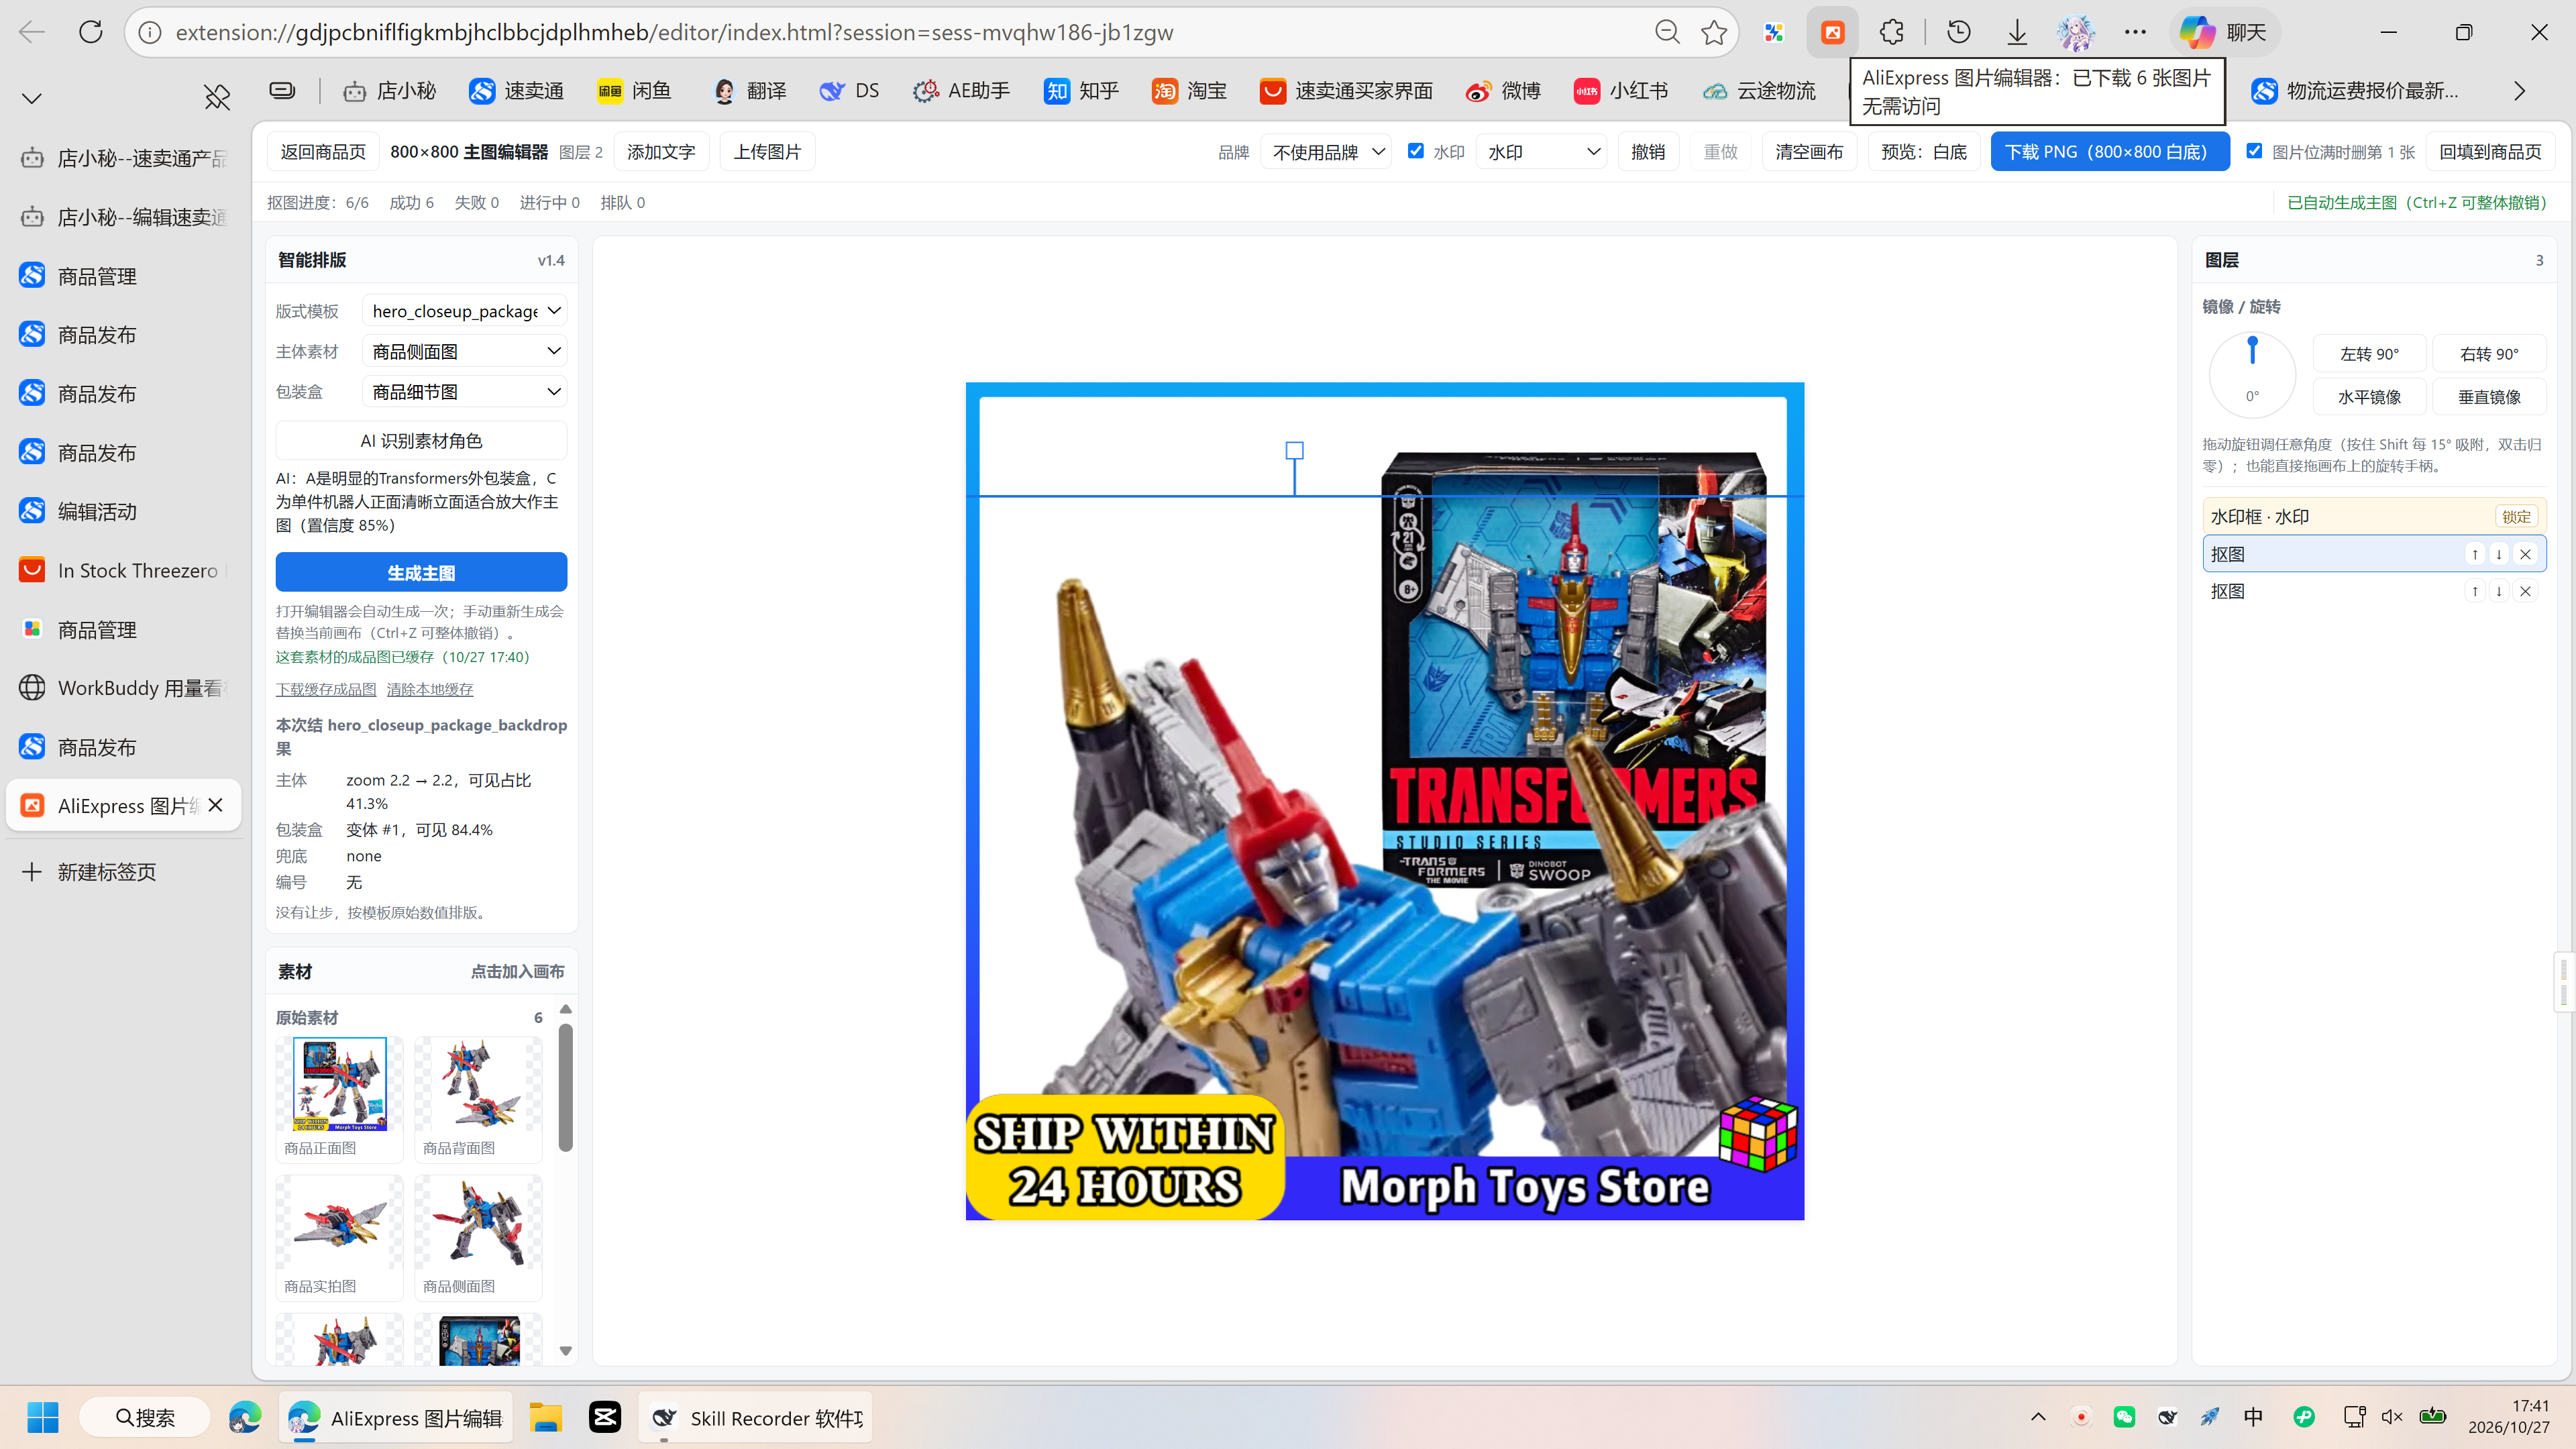 extension://gdjpcbniflfigkmbjhclbbcjdplhmheb/editor/index.html?session=sess-mvqhw186-jb1zgw
聊天
店小秘
速卖通
闲鱼
翻译
DS
AE助手
知乎
淘宝
速卖通买家界面
微博
小红书
云途物流
物流运费报价最新...
AliExpress 图片编辑器：已下载 6 张图片
无需访问
店小秘--速卖通产品
店小秘--编辑速卖通
商品管理
商品发布
商品发布
商品发布
编辑活动
In Stock Threezero
商品管理
WorkBuddy 用量看
商品发布
AliExpress 图片编
新建标签页
返回商品页
800×800 主图编辑器
图层 2
添加文字
上传图片
品牌
不使用品牌
水印
水印
撤销
重做
清空画布
预览：白底
下载 PNG（800×800 白底）
图片位满时删第 1 张
回填到商品页
抠图进度：6/6
成功 6
失败 0
进行中 0
排队 0
已自动生成主图（Ctrl+Z 可整体撤销）
智能排版
v1.4
版式模板
hero_closeup_package
主体素材
商品侧面图
包装盒
商品细节图
AI 识别素材角色
AI：A是明显的Transformers外包装盒，C
为单件机器人正面清晰立面适合放大作主
图（置信度 85%）
生成主图
打开编辑器会自动生成一次；手动重新生成会
替换当前画布（Ctrl+Z 可整体撤销）。
这套素材的成品图已缓存（10/27 17:40）
下载缓存成品图
清除本地缓存
本次结 hero_closeup_package_backdrop
果
主体
zoom 2.2 → 2.2，可见占比
41.3%
包装盒
变体 #1，可见 84.4%
兜底
none
编号
无
没有让步，按模板原始数值排版。
素材
点击加入画布
原始素材
6
商品正面图
商品背面图
商品实拍图
商品侧面图
21
8+
TRANSFORMERS
STUDIO SERIES
TRANSFORMERS
THE MOVIE
DINOBOT
SWOOP
SHIP WITHIN
24 HOURS
Morph Toys Store
图层
3
镜像 / 旋转
0°
左转 90°
右转 90°
水平镜像
垂直镜像
拖动旋钮调任意角度（按住 Shift 每 15° 吸附，双击归
零）；也能直接拖画布上的旋转手柄。
水印框 · 水印
锁定
抠图
抠图
搜索
AliExpress 图片编辑
Skill Recorder 软件功
中
17:41
2026/10/27